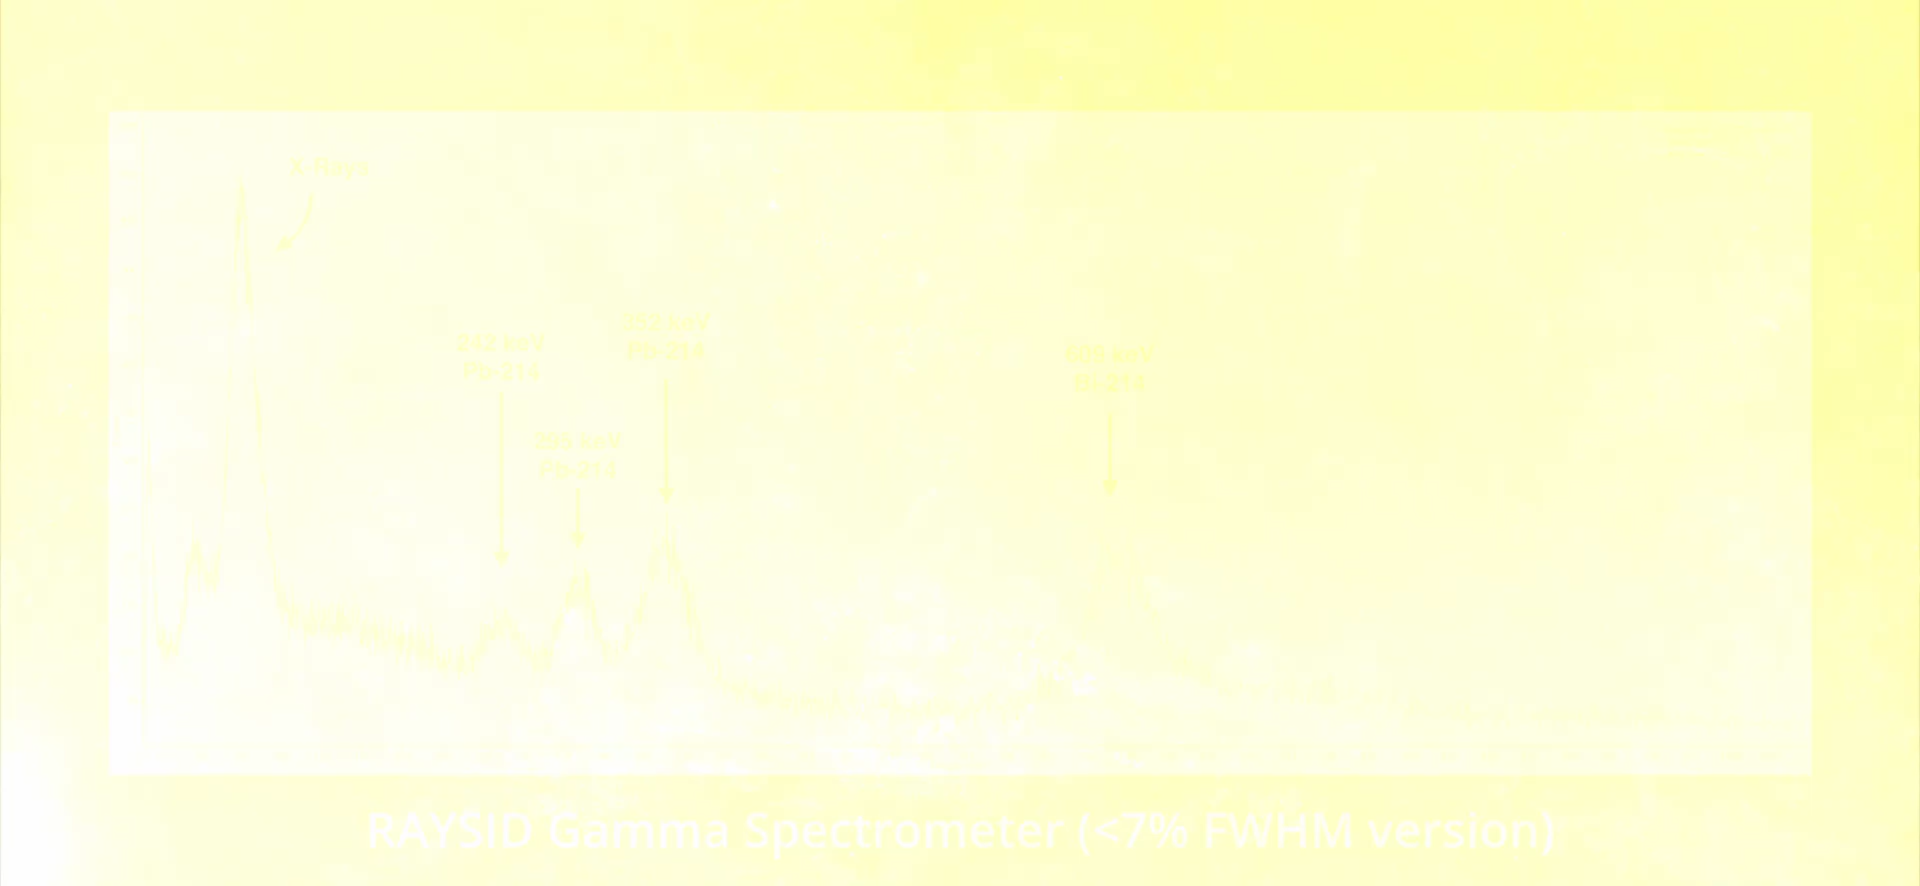 X-Rays
352 keV
Pb-214
242 keV
Pb-214
609 keV
Bi-214
295 keV
Pb-214
RAYSID Gamma Spectrometer (<7% FWHM version)